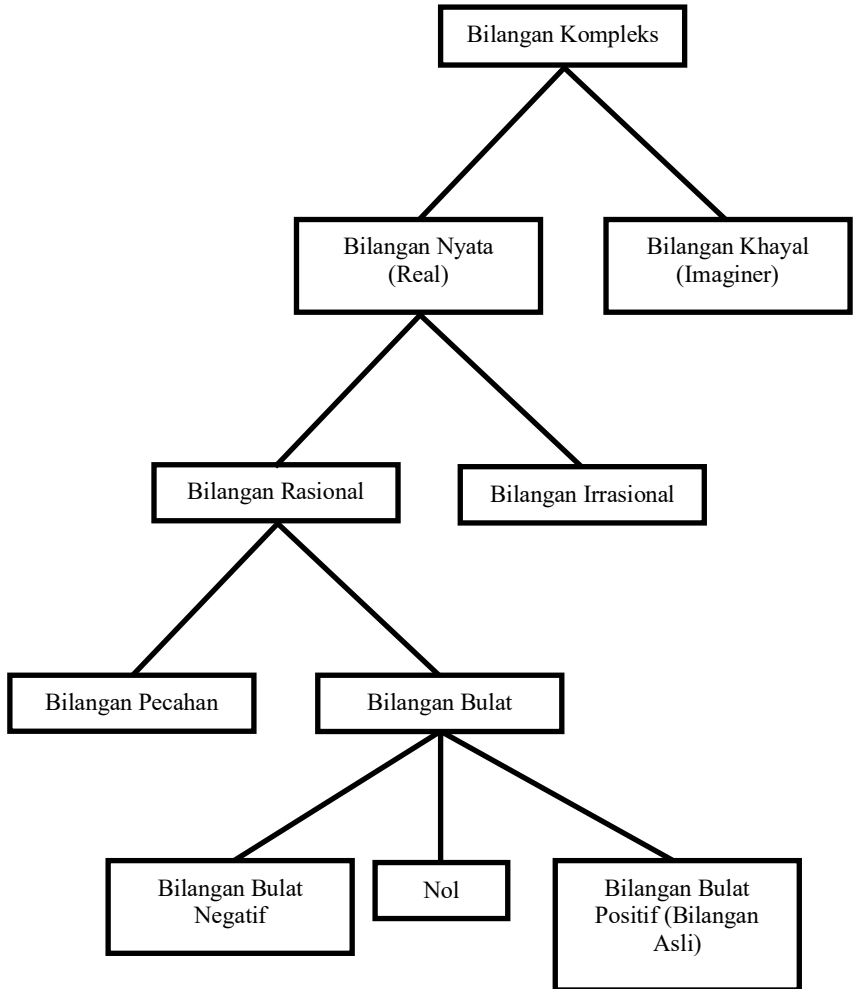 Bilangan Kompleks
Bilangan Nyata
(Real)
Bilangan Khayal
(Imaginer)
Bilangan Rasional
Bilangan Irrasional
Bilangan Pecahan
Bilangan Bulat
Bilangan Bulat
Negatif
Nol
Bilangan Bulat
Positif (Bilangan
Asli)